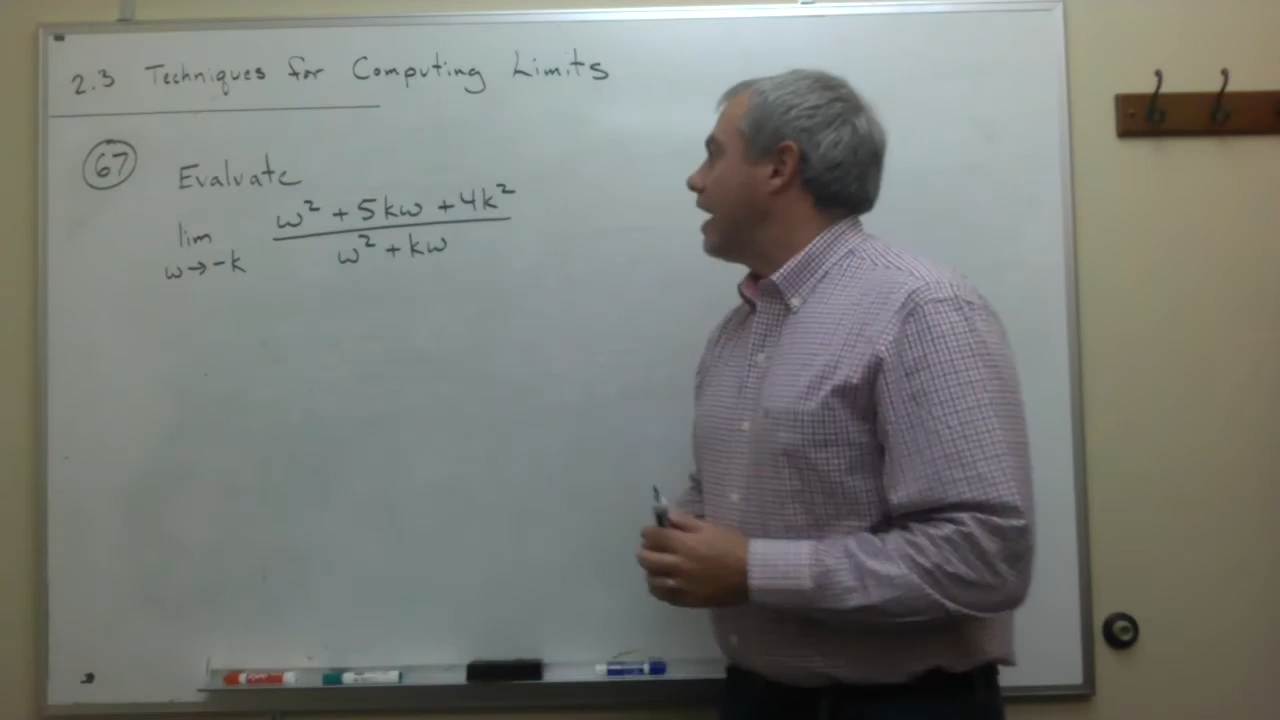 2.3 Techniques for Computing Limits
67 Evaluate
lim w→-k (w² + 5kw + 4k²) / (w² + kw)